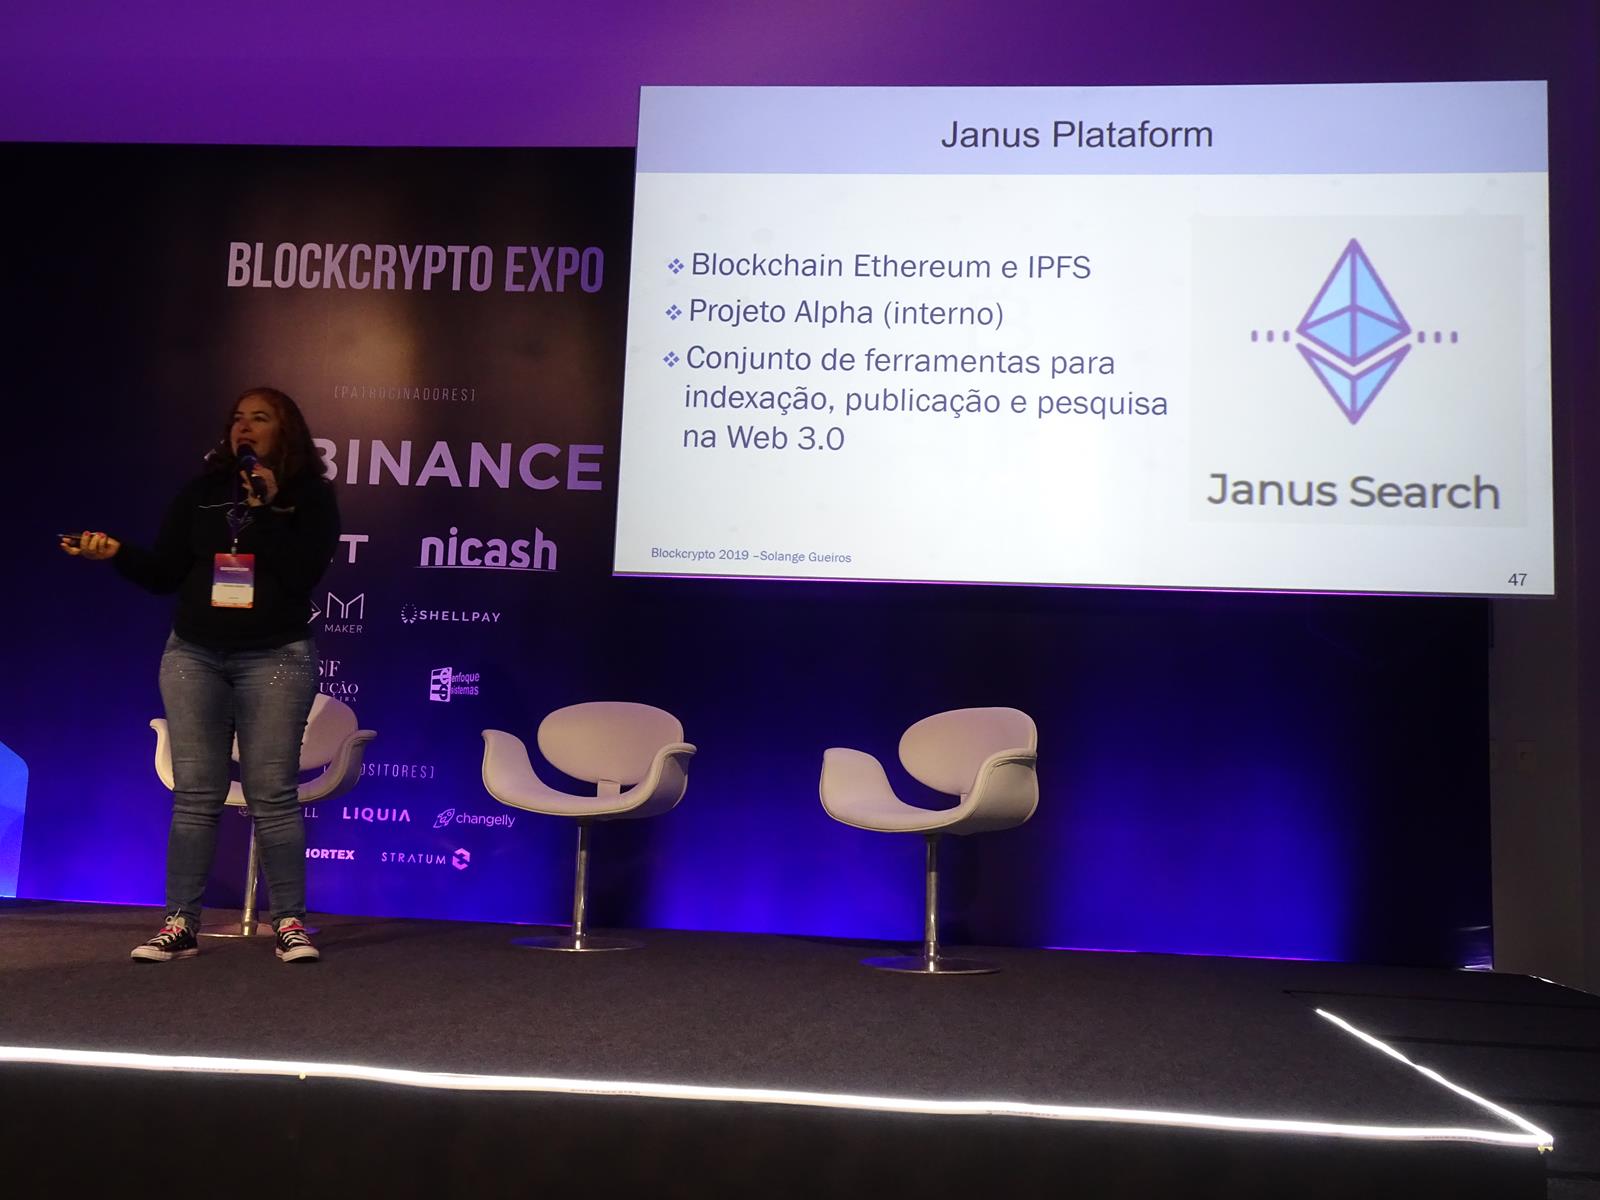 Janus Plataform
Blockchain Ethereum e IPFS
Projeto Alpha (interno)
Conjunto de ferramentas para
indexação, publicação e pesquisa
na Web 3.0
Janus Search
Blockcrypto 2019 –Solange Gueiros
47
BLOCKCRYPTO EXPO
[PATROCINADORES]
BINANCE
nicash
MAKER
SHELLPAY
enfoque
sistemas
LIQUIA
changelly
STRATUM